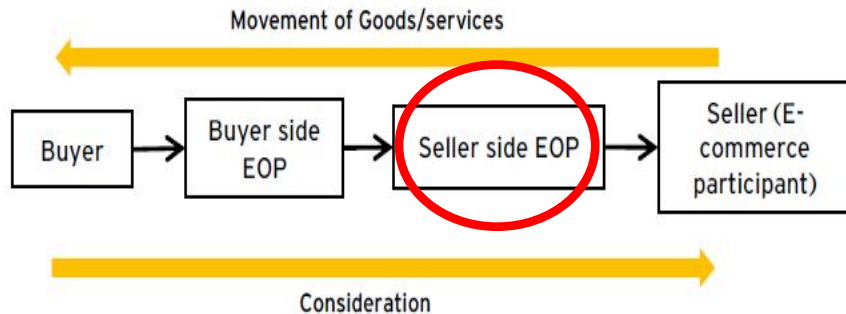 Movement of Goods/services
Buyer
Buyer side
EOP
Seller side EOP
Seller (E-
commerce
participant)
Consideration